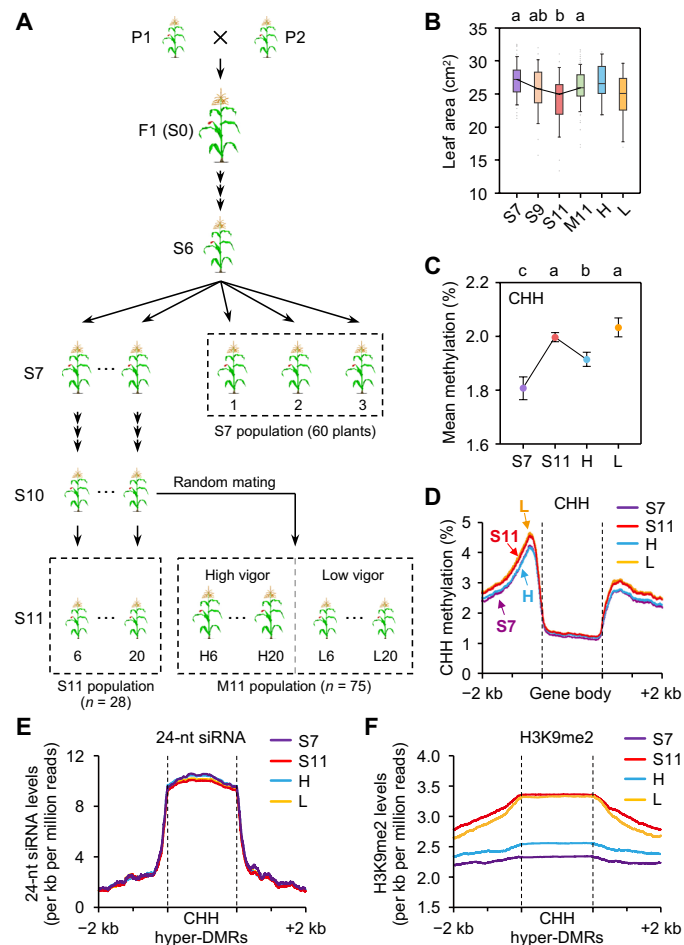 A
P1
P2
F1 (S0)
S6
S7
1
2
3
S7 population (60 plants)
S10
Random mating
S11
High vigor
Low vigor
6
20
H6
H20
L6
L20
S11 population
(n = 28)
M11 population (n = 75)
B
a ab b a
Leaf area (cm²)
35
30
25
20
15
10
S7 S9 S11 M11 H L
C
c a b a
CHH
Mean methylation (%)
2.2
2.0
1.8
1.6
S7 S11 H L
D
CHH
CHH methylation (%)
5
4
3
2
1
0
L
S11
H
S7
S7
S11
H
L
−2 kb Gene body +2 kb
E
24-nt siRNA
24-nt siRNA levels
(per kb per million reads)
12
9
6
3
0
S7
S11
H
L
−2 kb CHH +2 kb
hyper-DMRs
F
H3K9me2
H3K9me2 levels
(per kb per million reads)
4.0
3.5
3.0
2.5
2.0
1.5
S7
S11
H
L
−2 kb CHH +2 kb
hyper-DMRs